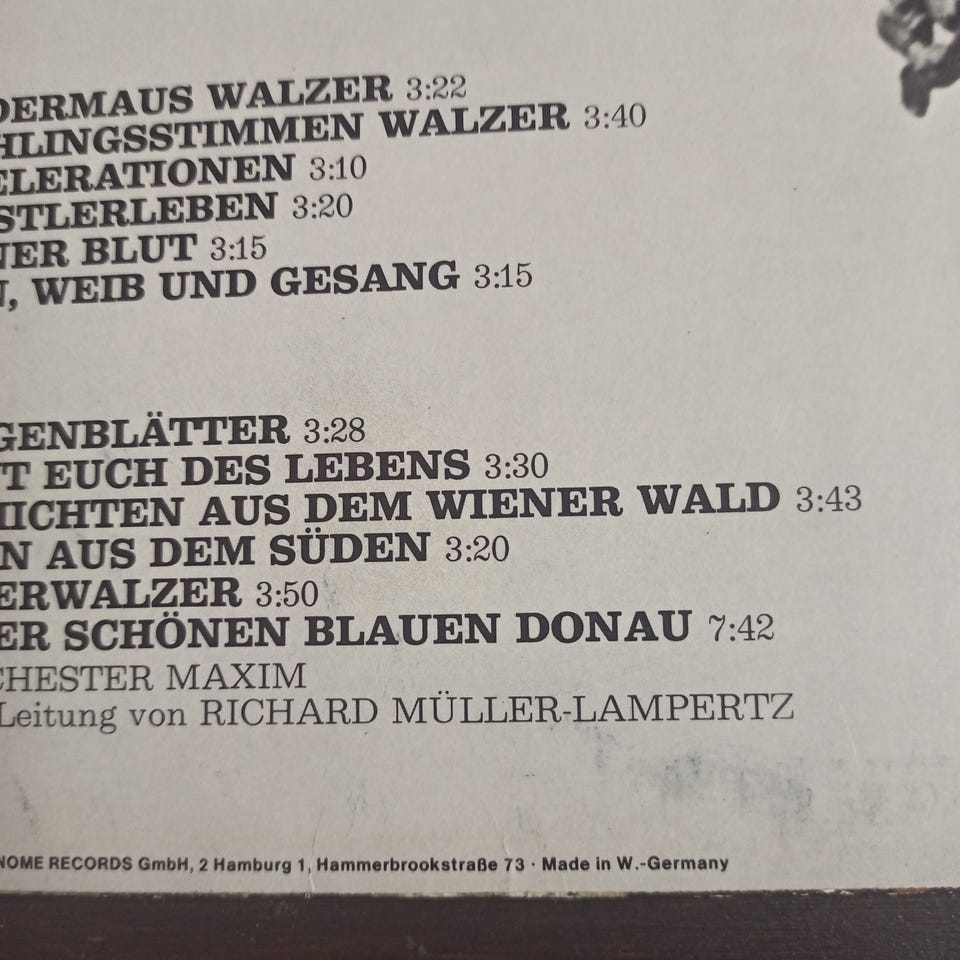 DERMAUS WALZER 3:22
HLINGSSTIMMEN WALZER 3:40
ELERATIONEN 3:10
STLERLEBEN 3:20
NER BLUT 3:15
N, WEIB UND GESANG 3:15
GENBLÄTTER 3:28
T EUCH DES LEBENS 3:30
HICHTEN AUS DEM WIENER WALD 3:43
N AUS DEM SÜDEN 3:20
ERWALZER 3:50
ER SCHÖNEN BLAUEN DONAU 7:42
CHESTER MAXIM
Leitung von RICHARD MÜLLER-LAMPERTZ
NOME RECORDS GmbH, 2 Hamburg 1, Hammerbrookstraße 73 · Made in W.-Germany